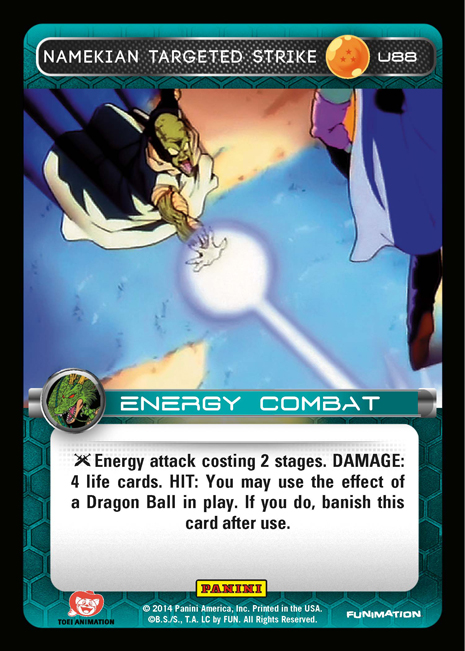 NAMEKIAN TARGETED STRIKE U88
ENERGY COMBAT
Energy attack costing 2 stages. DAMAGE:
4 life cards. HIT: You may use the effect of
a Dragon Ball in play. If you do, banish this
card after use.
PANINI
TOEI ANIMATION
© 2014 Panini America, Inc. Printed in the USA.
©B.S./S., T.A. LC by FUN. All Rights Reserved.
FUNIMATION